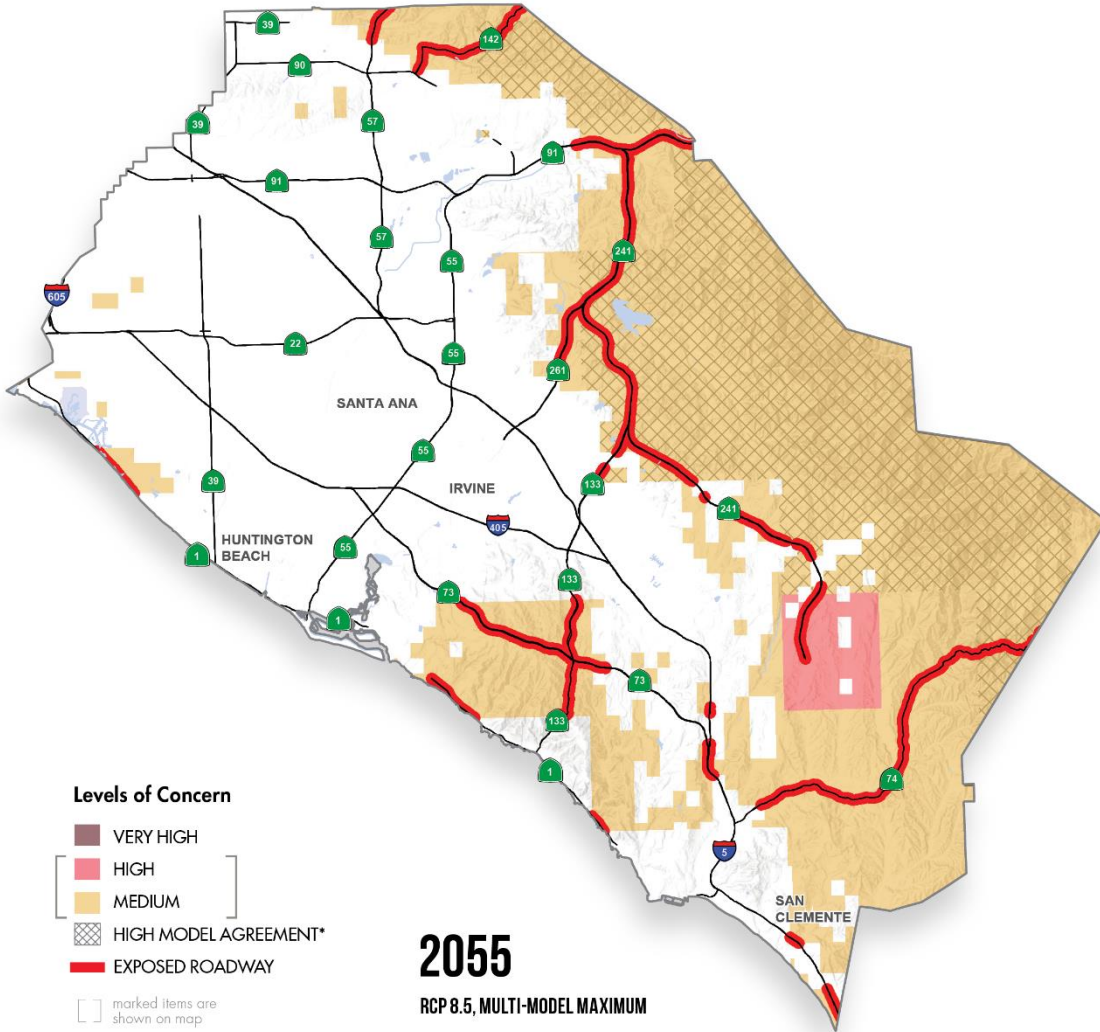 39
142
90
39
57
91
91
57
55
241
605
22
55
261
SANTA ANA
55
133
IRVINE
241
39
405
HUNTINGTON
BEACH
1
55
133
73
1
73
133
1
74
5
SAN
CLEMENTE
Levels of Concern
VERY HIGH
HIGH
MEDIUM
HIGH MODEL AGREEMENT*
EXPOSED ROADWAY
marked items are
shown on map
2055
RCP 8.5, MULTI-MODEL MAXIMUM